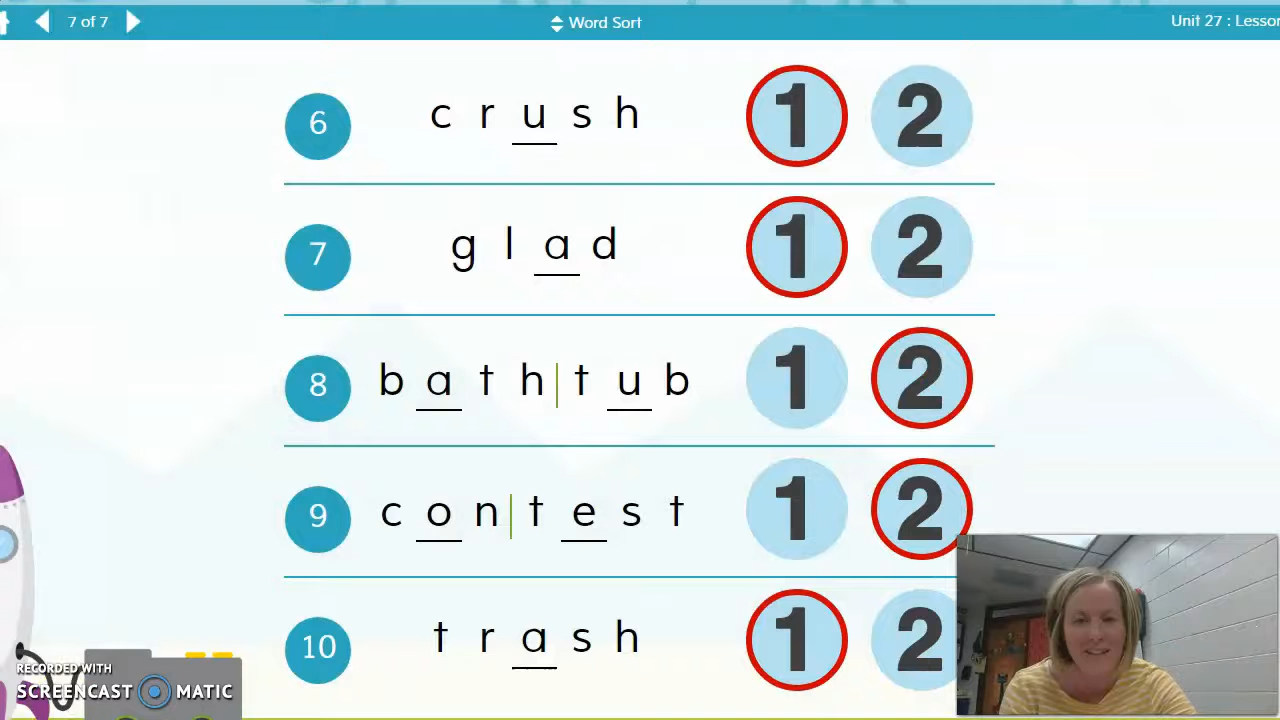 7 of 7
Word Sort
Unit 27 : Lesso
6 c r u s h 1 2
7 g l a d 1 2
8 b a t h t u b 1 2
9 c o n t e s t 1 2
10 t r a s h 1 2
RECORDED WITH
SCREENCAST MATIC